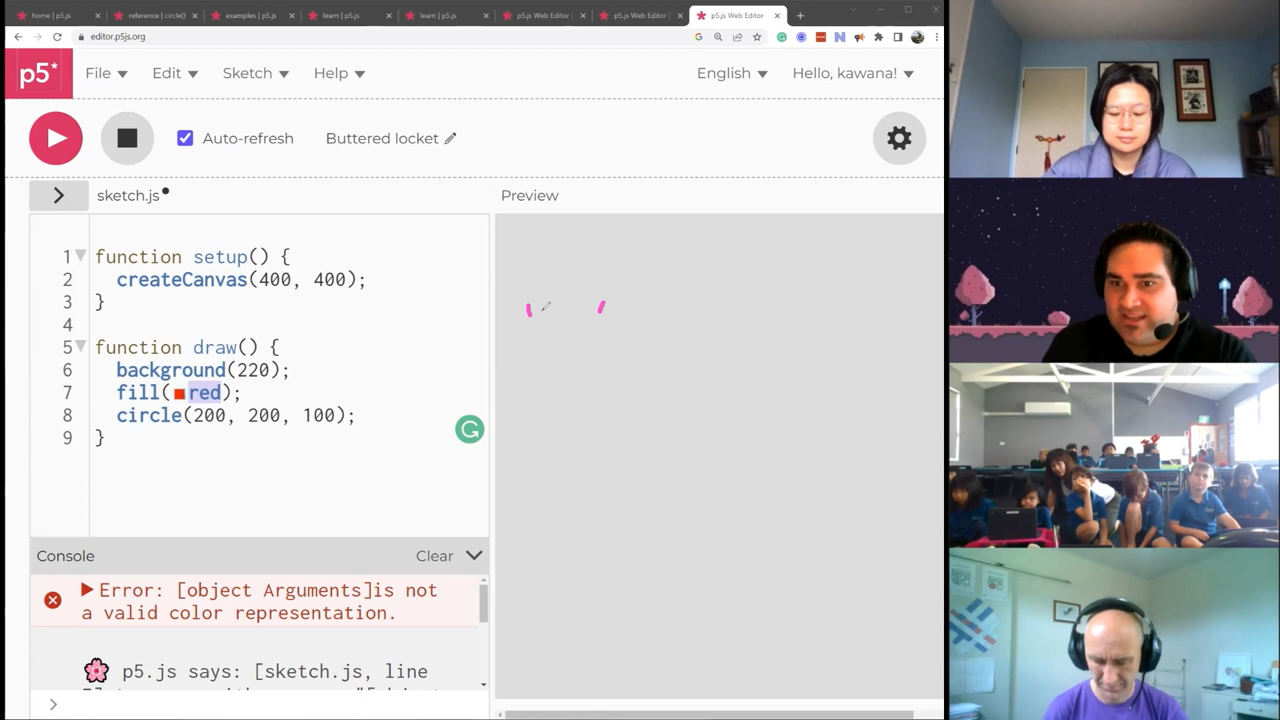 home | p5.js
reference | circle()
examples | p5.js
learn | p5.js
learn | p5.js
p5.js Web Editor
p5.js Web Editor
p5.js Web Editor
editor.p5js.org
p5*
File
Edit
Sketch
Help
English
Hello, kawana!
Auto-refresh
Buttered locket
sketch.js
Preview
1 function setup() {
2 createCanvas(400, 400);
3 }
4
5 function draw() {
6 background(220);
7 fill(red);
8 circle(200, 200, 100);
9 }
Console
Clear
Error: [object Arguments]is not
a valid color representation.
p5.js says: [sketch.js, line